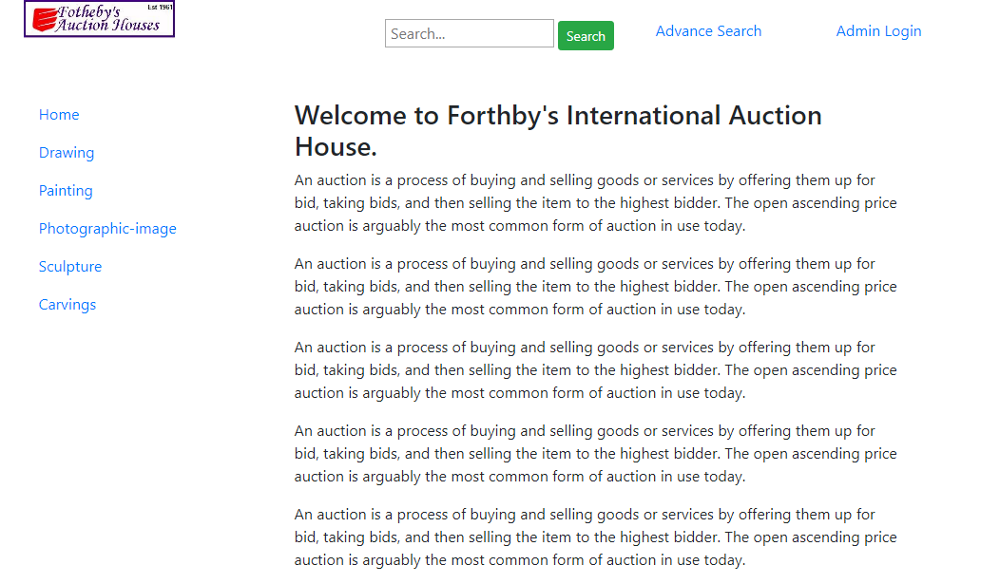 Fotheby's
Est 1961
Auction Houses
Search...
Search
Advance Search
Admin Login
Home
Drawing
Painting
Photographic-image
Sculpture
Carvings
Welcome to Forthby's International Auction
House.
An auction is a process of buying and selling goods or services by offering them up for
bid, taking bids, and then selling the item to the highest bidder. The open ascending price
auction is arguably the most common form of auction in use today.
An auction is a process of buying and selling goods or services by offering them up for
bid, taking bids, and then selling the item to the highest bidder. The open ascending price
auction is arguably the most common form of auction in use today.
An auction is a process of buying and selling goods or services by offering them up for
bid, taking bids, and then selling the item to the highest bidder. The open ascending price
auction is arguably the most common form of auction in use today.
An auction is a process of buying and selling goods or services by offering them up for
bid, taking bids, and then selling the item to the highest bidder. The open ascending price
auction is arguably the most common form of auction in use today.
An auction is a process of buying and selling goods or services by offering them up for
bid, taking bids, and then selling the item to the highest bidder. The open ascending price
auction is arguably the most common form of auction in use today.